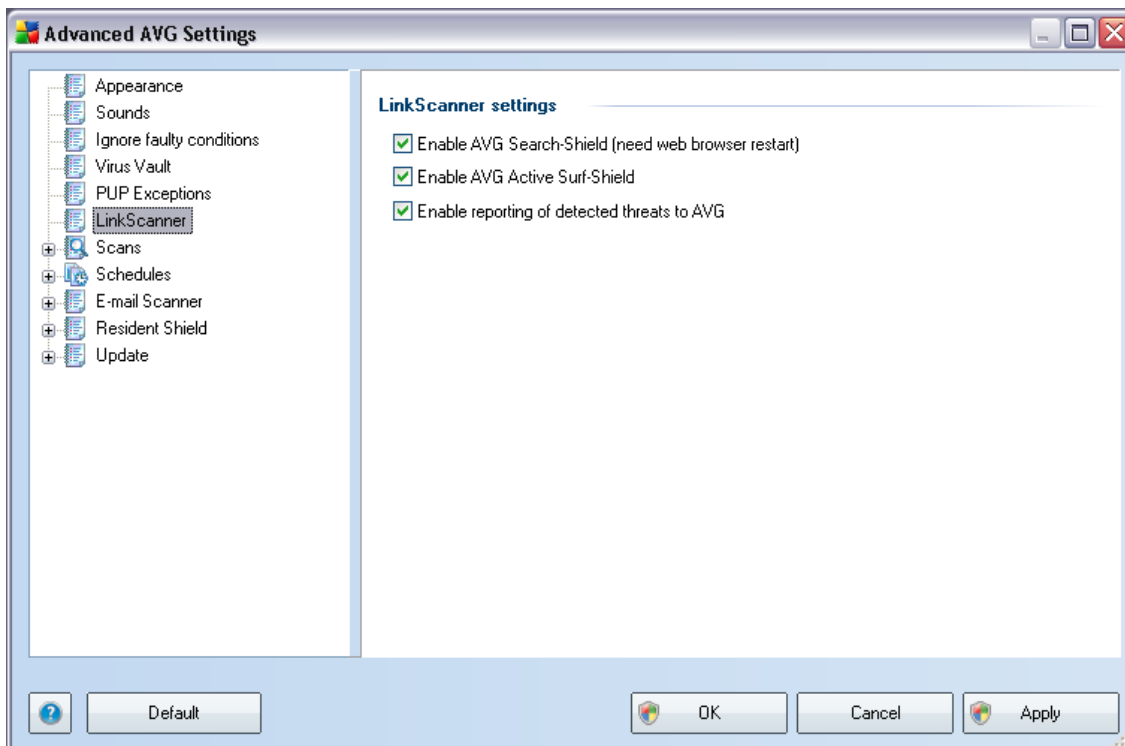 Advanced AVG Settings
Appearance
Sounds
Ignore faulty conditions
Virus Vault
PUP Exceptions
LinkScanner
Scans
Schedules
E-mail Scanner
Resident Shield
Update
LinkScanner settings
Enable AVG Search-Shield (need web browser restart)
Enable AVG Active Surf-Shield
Enable reporting of detected threats to AVG
Default
OK
Cancel
Apply